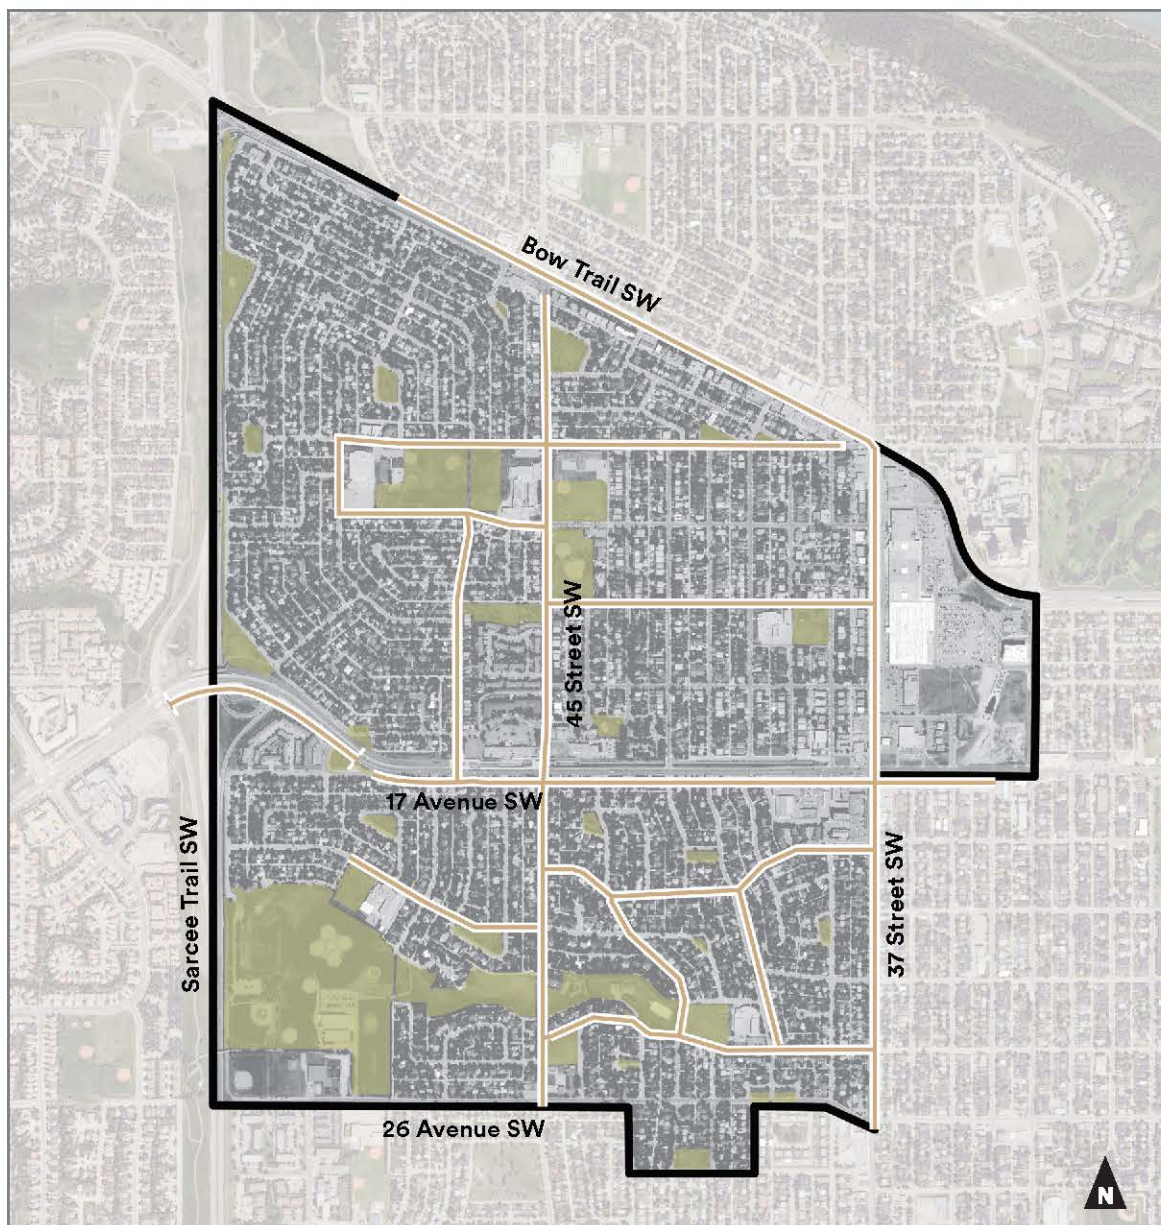 Bow Trail SW
45 Street SW
17 Avenue SW
Sarcee Trail SW
37 Street SW
26 Avenue SW
N